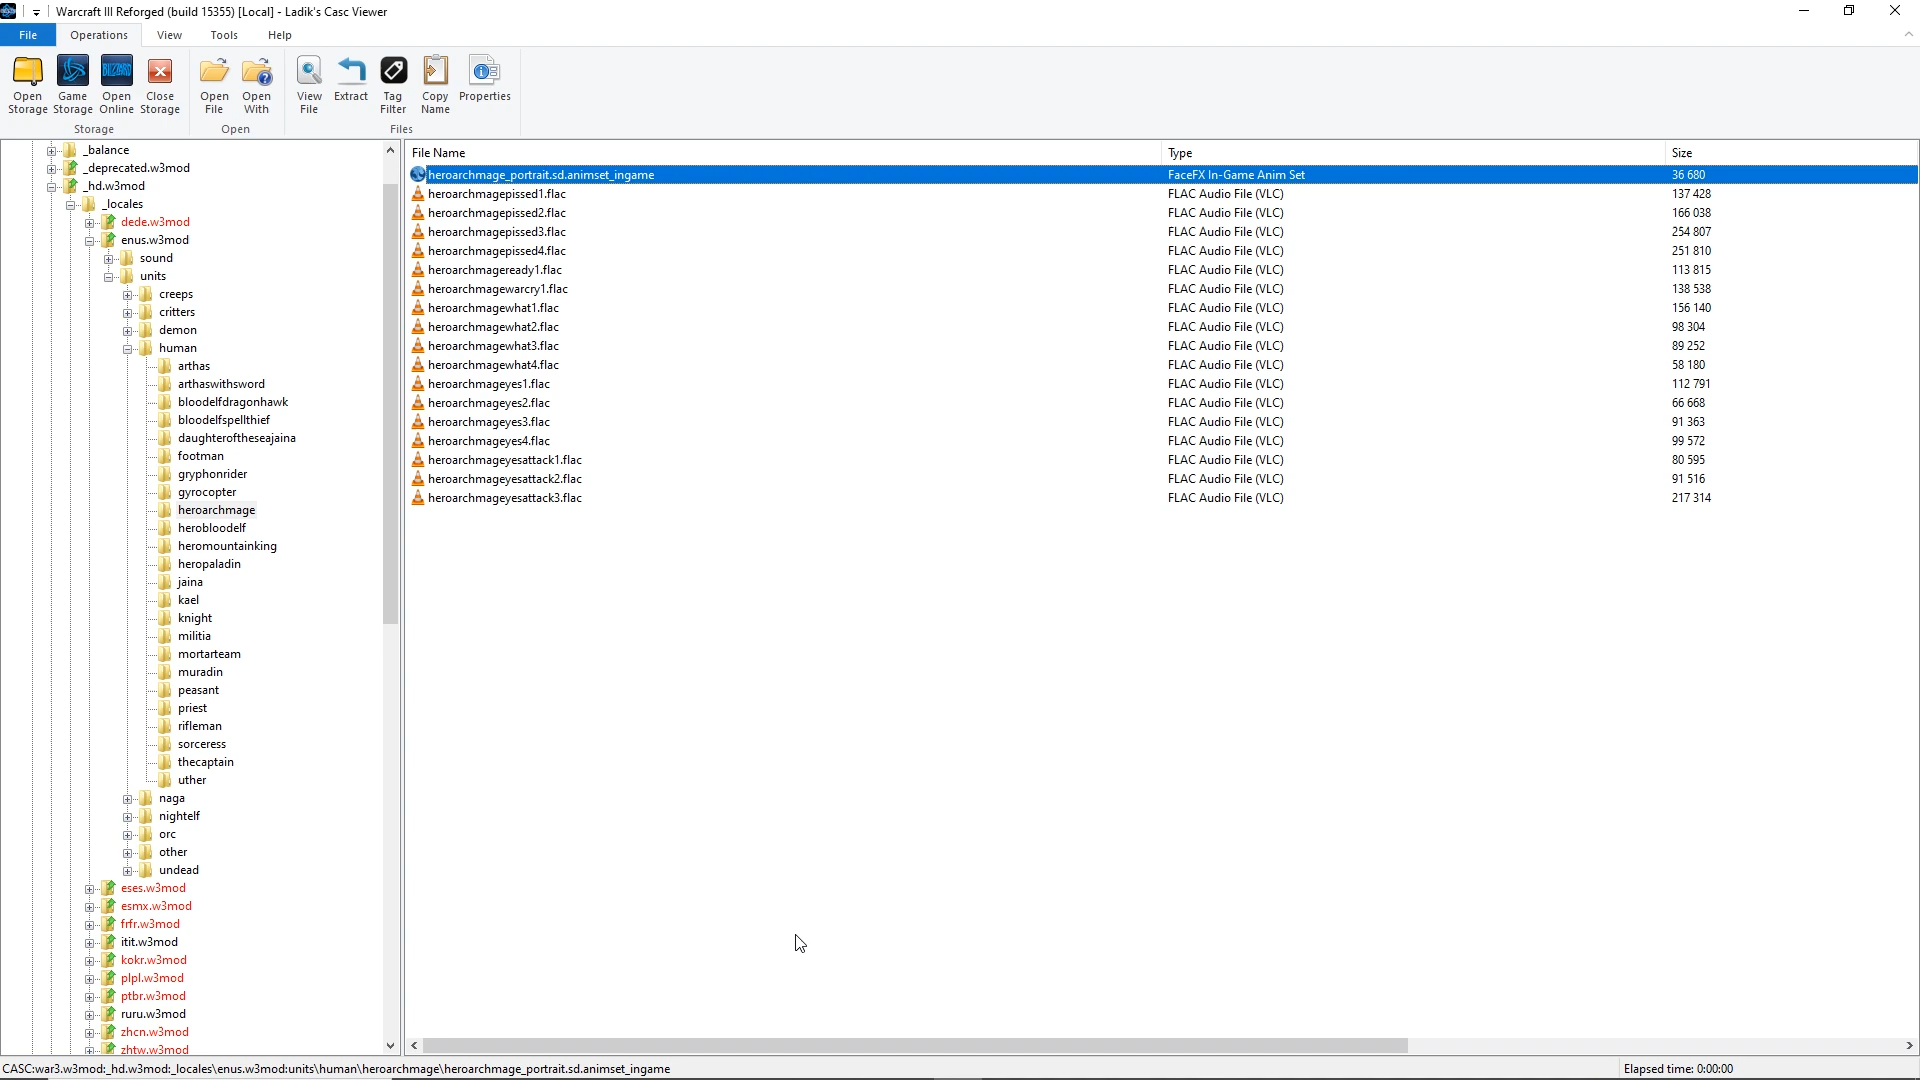 Warcraft III Reforged (build 15355) [Local] - Ladik's Casc Viewer
File Operations View Tools Help
Open Storage
Game Storage
Open Online
Close Storage
Open File
Open With
View File
Extract
Tag Filter
Copy Name
Properties
Storage Open Files
_balance
_deprecated.w3mod
_hd.w3mod
_locales
dede.w3mod
enus.w3mod
sound
units
creeps
critters
demon
human
arthas
arthaswithsword
bloodelfdragonhawk
bloodelfspellthief
daughteroftheseajaina
footman
gryphonrider
gyrocopter
heroarchmage
herobloodelf
heromountainking
heropaladin
jaina
kael
knight
militia
mortarteam
muradin
peasant
priest
rifleman
sorceress
thecaptain
uther
naga
nightelf
orc
other
undead
eses.w3mod
esmx.w3mod
frfr.w3mod
itit.w3mod
kokr.w3mod
plpl.w3mod
ptbr.w3mod
ruru.w3mod
zhcn.w3mod
zhtw.w3mod
File Name Type Size
heroarchmage_portrait.sd.animset_ingame FaceFX In-Game Anim Set 36 680
heroarchmagepissed1.flac FLAC Audio File (VLC) 137 428
heroarchmagepissed2.flac FLAC Audio File (VLC) 166 038
heroarchmagepissed3.flac FLAC Audio File (VLC) 254 807
heroarchmagepissed4.flac FLAC Audio File (VLC) 251 810
heroarchmageready1.flac FLAC Audio File (VLC) 113 815
heroarchmagewarcry1.flac FLAC Audio File (VLC) 138 538
heroarchmagewhat1.flac FLAC Audio File (VLC) 156 140
heroarchmagewhat2.flac FLAC Audio File (VLC) 98 304
heroarchmagewhat3.flac FLAC Audio File (VLC) 89 252
heroarchmagewhat4.flac FLAC Audio File (VLC) 58 180
heroarchmageyes1.flac FLAC Audio File (VLC) 112 791
heroarchmageyes2.flac FLAC Audio File (VLC) 66 668
heroarchmageyes3.flac FLAC Audio File (VLC) 91 363
heroarchmageyes4.flac FLAC Audio File (VLC) 99 572
heroarchmageyesattack1.flac FLAC Audio File (VLC) 80 595
heroarchmageyesattack2.flac FLAC Audio File (VLC) 91 516
heroarchmageyesattack3.flac FLAC Audio File (VLC) 217 314
CASC:war3.w3mod:_hd.w3mod:_locales\enus.w3mod:units\human\heroarchmage\heroarchmage_portrait.sd.animset_ingame Elapsed time: 0:00:00